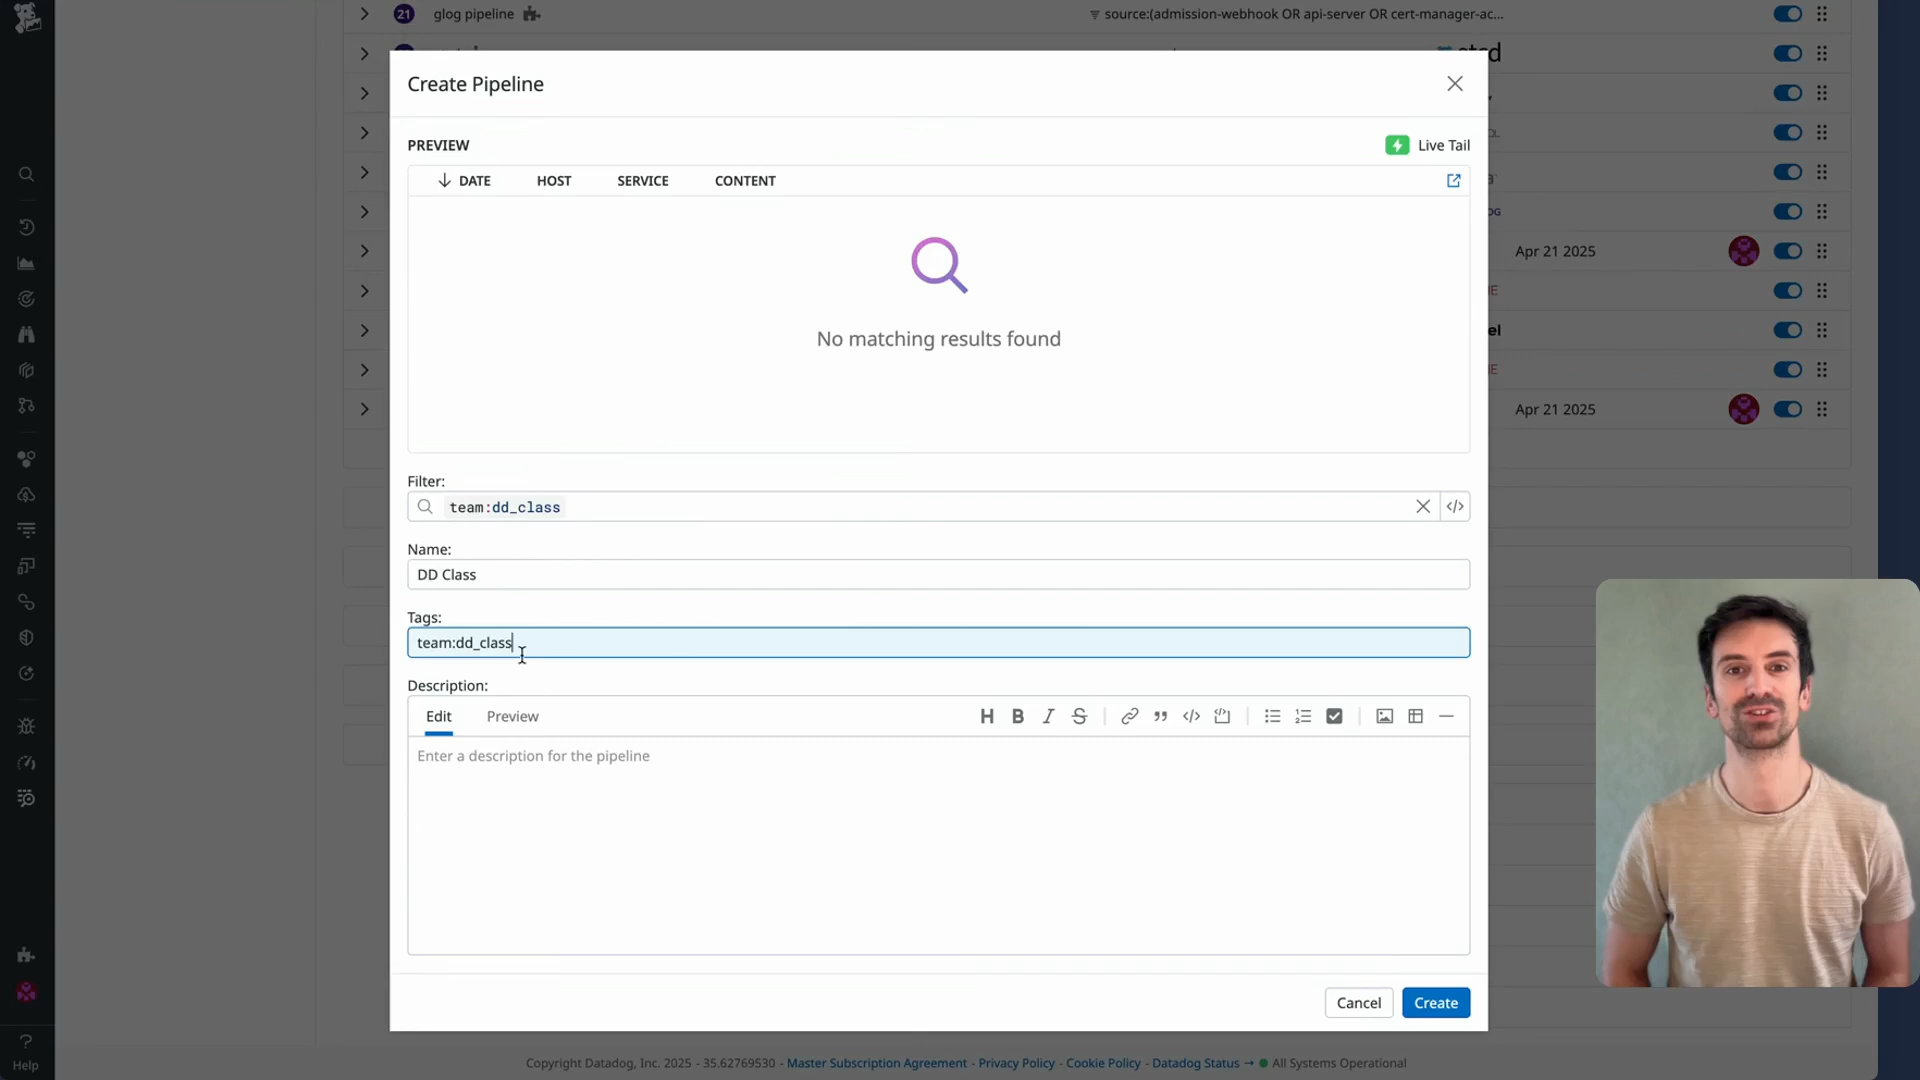 21 glog pipeline source:(admission-webhook OR api-server OR cert-manager-ac...
Create Pipeline
PREVIEW
Live Tail
DATE HOST SERVICE CONTENT
No matching results found
Apr 21 2025
Apr 21 2025
Filter:
team:dd_class
Name:
DD Class
Tags:
team:dd_class
Description:
Edit Preview
Enter a description for the pipeline
Cancel Create
Help
Copyright Datadog, Inc. 2025 - 35.62769530 - Master Subscription Agreement - Privacy Policy - Cookie Policy - Datadog Status → All Systems Operational